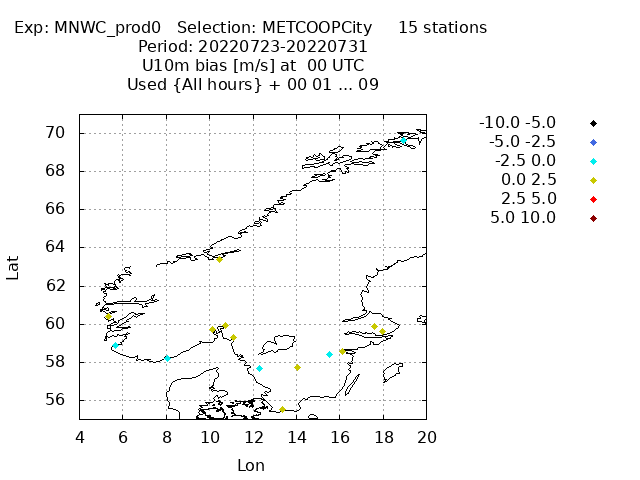 Exp: MNWC_prod0 Selection: METCOOPCity 15 stations
Period: 20220723-20220731
U10m bias [m/s] at 00 UTC
Used {All hours} + 00 01 ... 09
70
68
66
64
62
60
58
56
4 6 8 10 12 14 16 18 20
Lat
Lon
-10.0 -5.0
-5.0 -2.5
-2.5 0.0
0.0 2.5
2.5 5.0
5.0 10.0